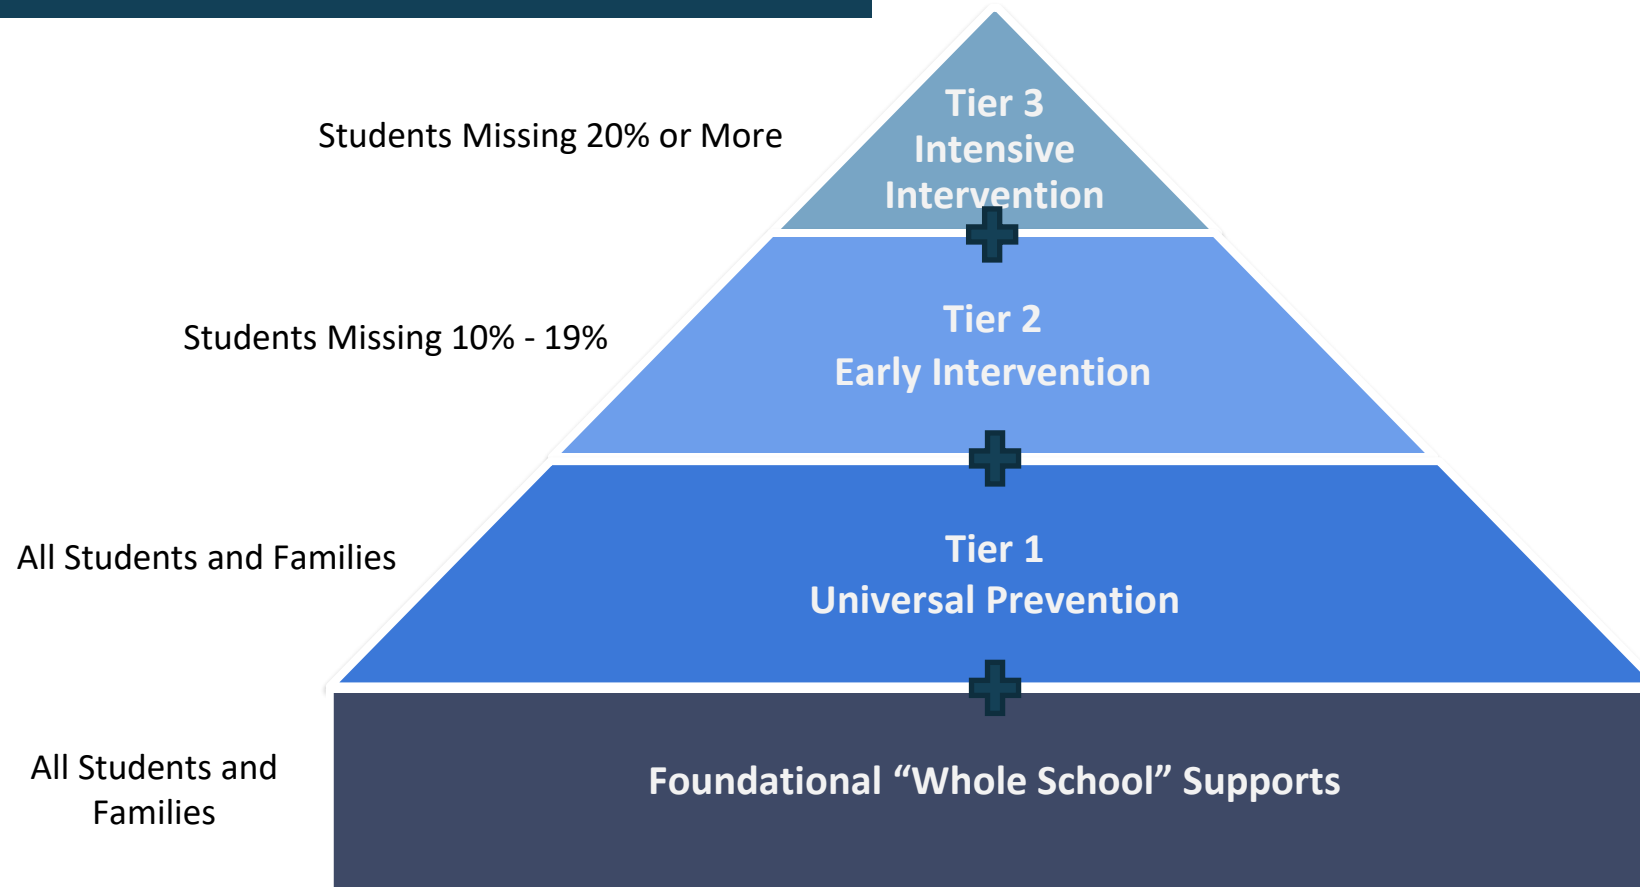 Students Missing 20% or More
Tier 3
Intensive
Intervention
Students Missing 10% - 19%
Tier 2
Early Intervention
All Students and Families
Tier 1
Universal Prevention
All Students and
Families
Foundational “Whole School” Supports